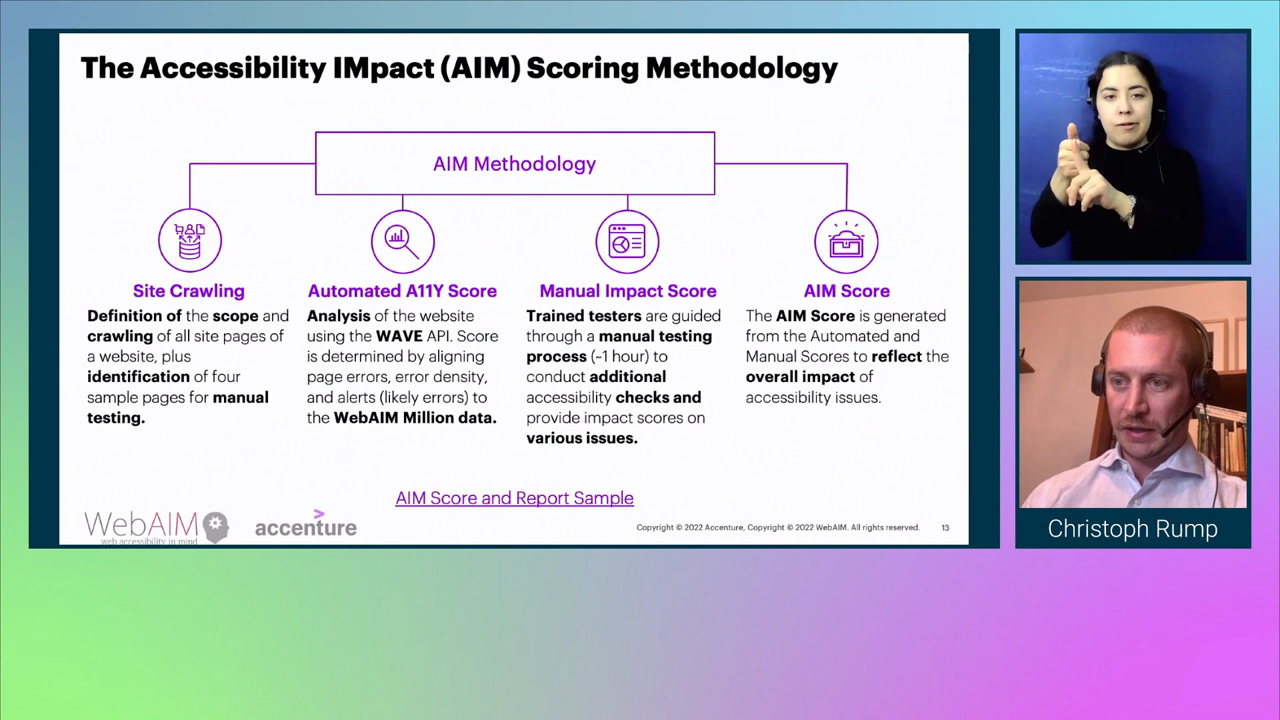 The Accessibility IMpact (AIM) Scoring Methodology
AIM Methodology
Site Crawling
Definition of the scope and
crawling of all site pages of
a website, plus
identification of four
sample pages for manual
testing.
Automated A11Y Score
Analysis of the website
using the WAVE API. Score
is determined by aligning
page errors, error density,
and alerts (likely errors) to
the WebAIM Million data.
Manual Impact Score
Trained testers are guided
through a manual testing
process (~1 hour) to
conduct additional
accessibility checks and
provide impact scores on
various issues.
AIM Score
The AIM Score is generated
from the Automated and
Manual Scores to reflect the
overall impact of
accessibility issues.
AIM Score and Report Sample
WebAIM
web accessibility in mind
accenture
Copyright © 2022 Accenture, Copyright © 2022 WebAIM. All rights reserved.
13
Christoph Rump